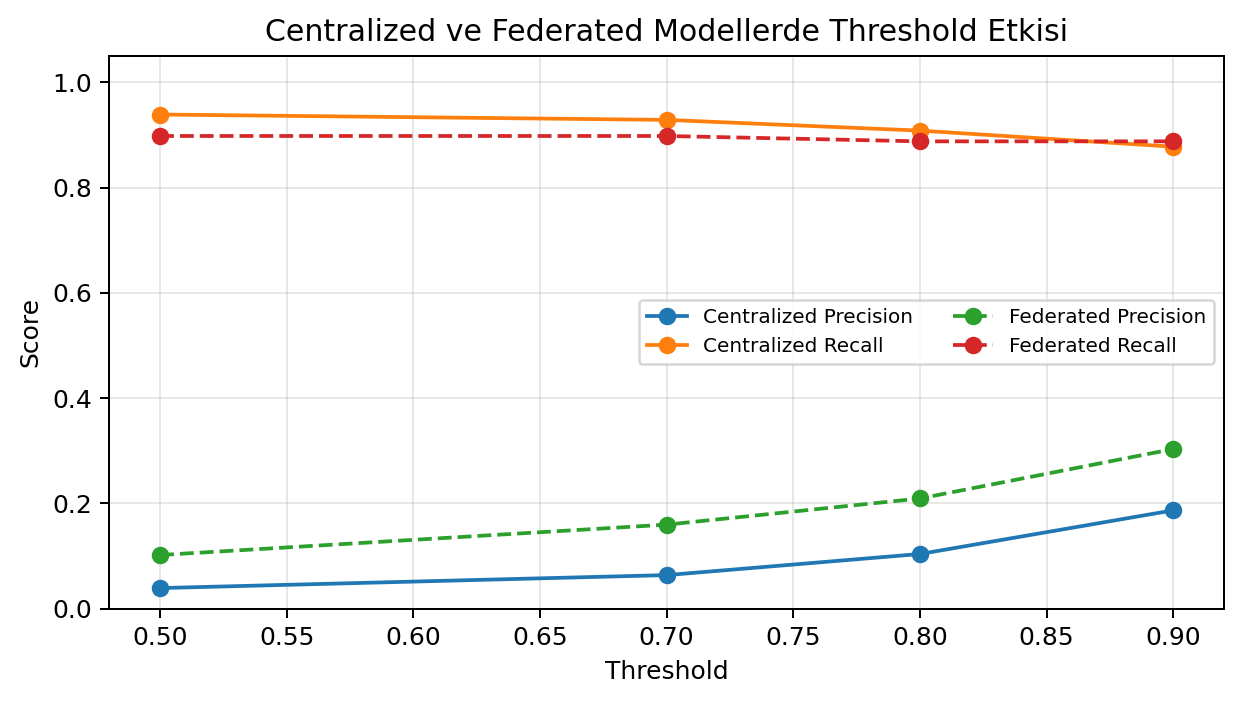 Centralized ve Federated Modellerde Threshold Etkisi
1.0
0.8
0.6
0.4
0.2
0.0
Score
Centralized Precision
Centralized Recall
Federated Precision
Federated Recall
0.50 0.55 0.60 0.65 0.70 0.75 0.80 0.85 0.90
Threshold